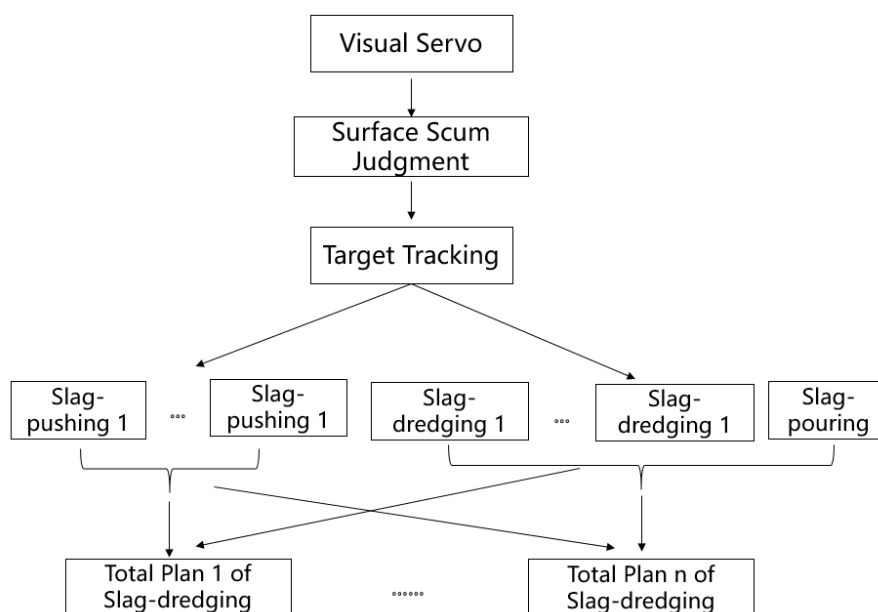 Visual Servo
Surface Scum
Judgment
Target Tracking
Slag-
pushing 1
°°°
Slag-
pushing 1
Slag-
dredging 1
°°°
Slag-
dredging 1
Slag-
pouring
Total Plan 1 of
Slag-dredging
°°°°°°
Total Plan n of
Slag-dredging